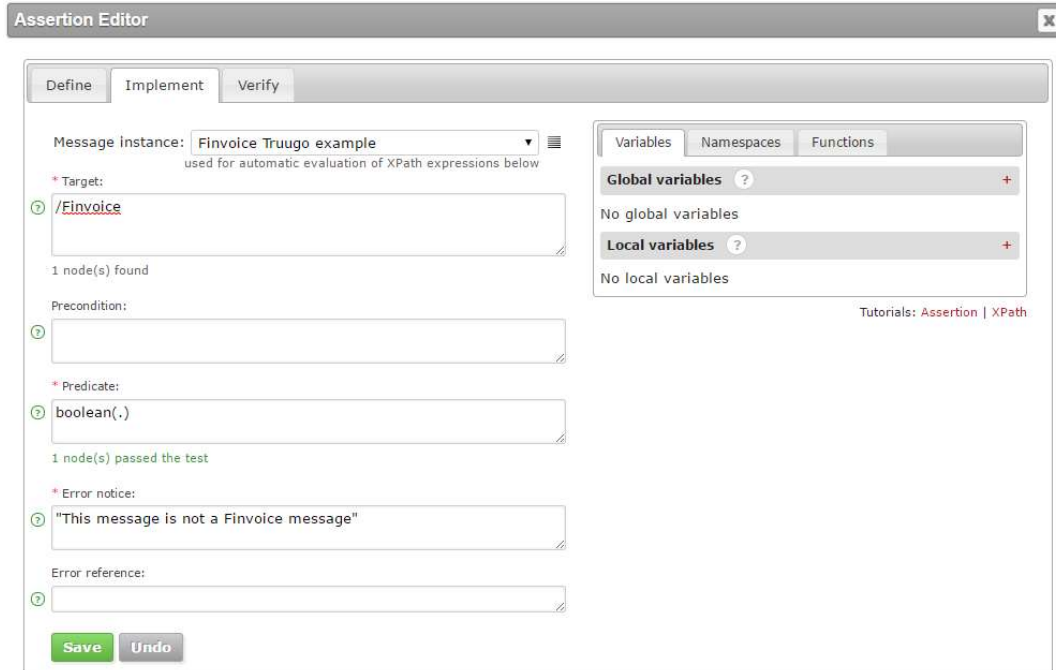 Assertion Editor
X
Define Implement Verify
Message instance: Finvoice Truugo example
used for automatic evaluation of XPath expressions below
* Target:
? /Finvoice
1 node(s) found
Precondition:
?
* Predicate:
? boolean(.)
1 node(s) passed the test
* Error notice:
? "This message is not a Finvoice message"
Error reference:
?
Save Undo
Variables Namespaces Functions
Global variables ? +
No global variables
Local variables ? +
No local variables
Tutorials: Assertion | XPath